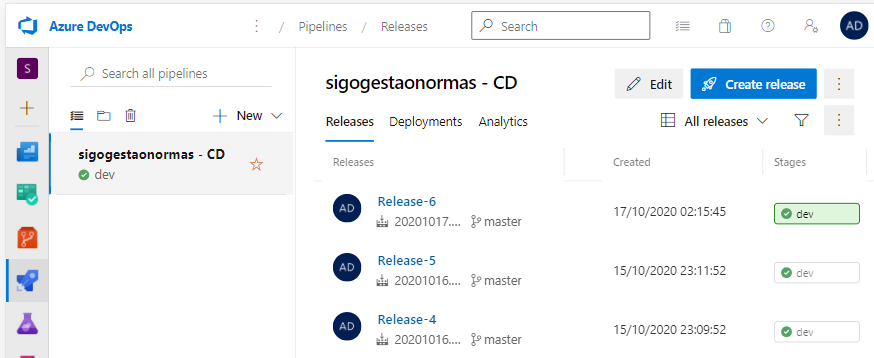 Azure DevOps / Pipelines / Releases Search AD
S
Search all pipelines
New
sigogestaonormas - CD
dev
sigogestaonormas - CD Edit Create release
Releases Deployments Analytics All releases
Releases Created Stages
AD Release-6 17/10/2020 02:15:45 dev
20201017.... master
AD Release-5 15/10/2020 23:11:52 dev
20201016.... master
AD Release-4 15/10/2020 23:09:52 dev
20201016.... master